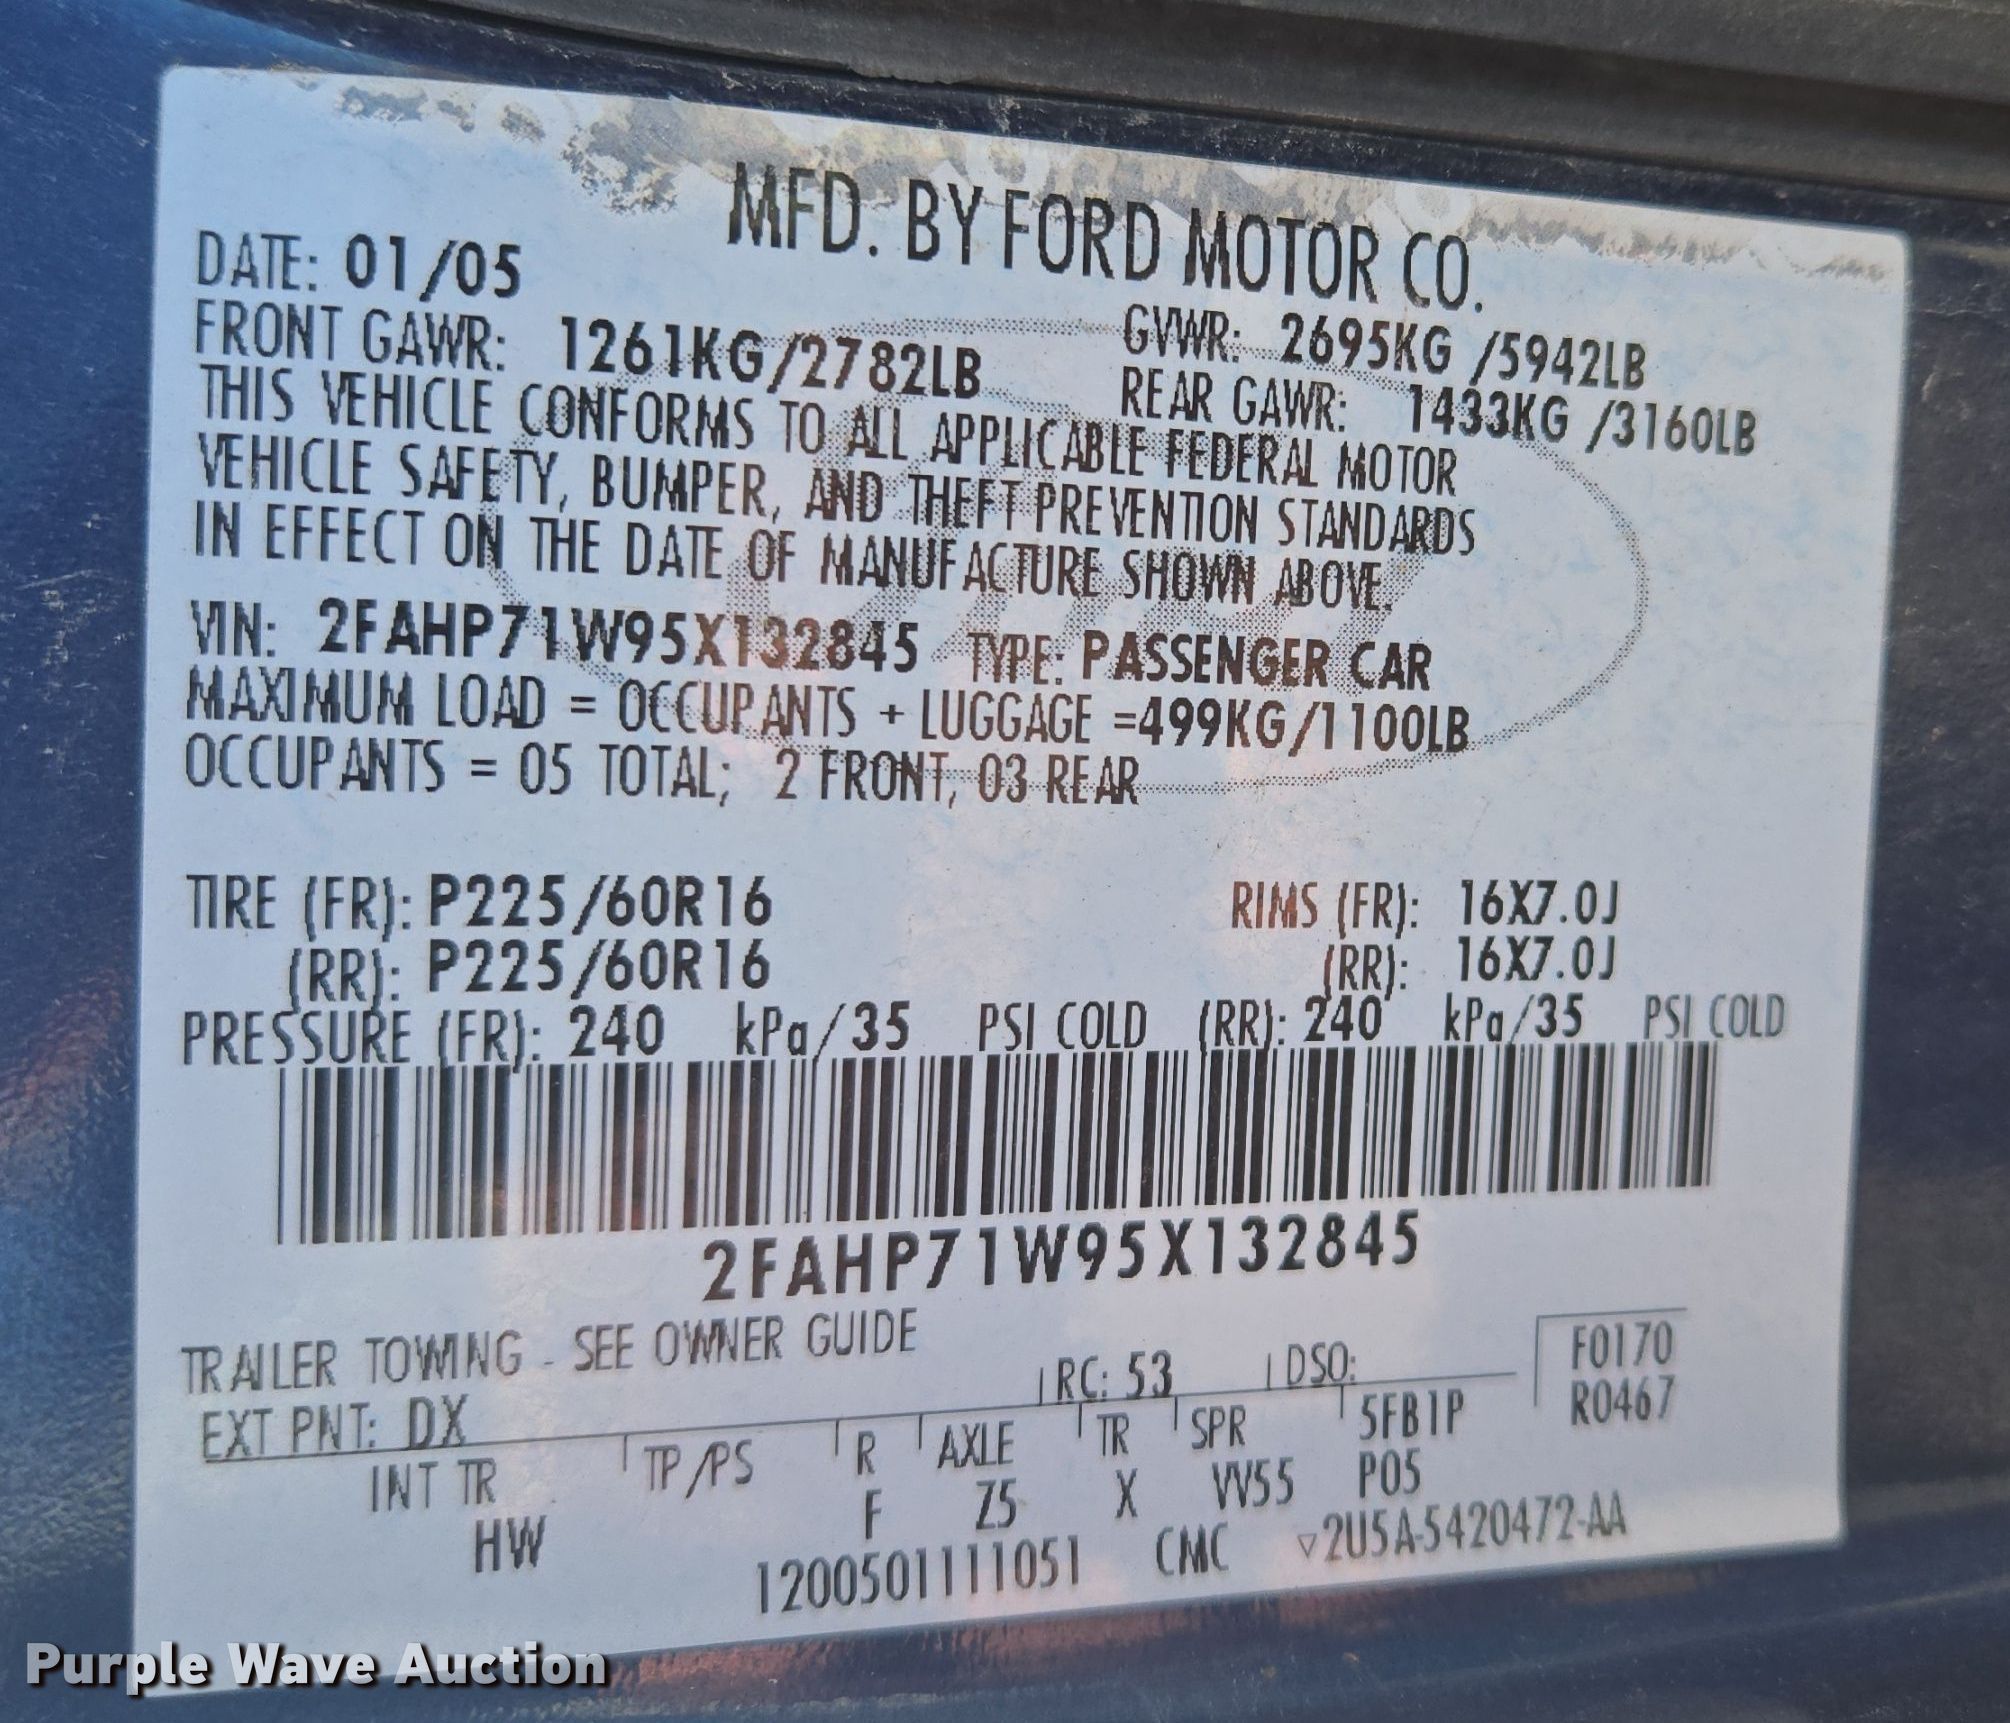 MFD. BY FORD MOTOR CO.
DATE: 01/05
GVWR: 2695KG /5942LB
FRONT GAWR: 1261KG/2782LB
REAR GAWR: 1433KG /3160LB
THIS VEHICLE CONFORMS TO ALL APPLICABLE FEDERAL MOTOR
VEHICLE SAFETY, BUMPER, AND THEFT PREVENTION STANDARDS
IN EFFECT ON THE DATE OF MANUFACTURE SHOWN ABOVE.
VIN: 2FAHP71W95X132845 TYPE: PASSENGER CAR
MAXIMUM LOAD = OCCUPANTS + LUGGAGE =499KG/1100LB
OCCUPANTS = 05 TOTAL; 2 FRONT, 03 REAR
TIRE (FR): P225/60R16 RIMS (FR): 16X7.0J
(RR): P225/60R16 (RR): 16X7.0J
PRESSURE (FR): 240 kPa/35 PSI COLD (RR): 240 kPa/35 PSI COLD
2FAHP71W95X132845
TRAILER TOWING - SEE OWNER GUIDE
EXT PNT: DX RC: 53 DSO: F0170
R0467
INT TR TP/PS R AXLE TR SPR 5FB1P
HW F Z5 X VV55 P05
1200501111051 CMC ▽2U5A-5420472-AA
Purple Wave Auction